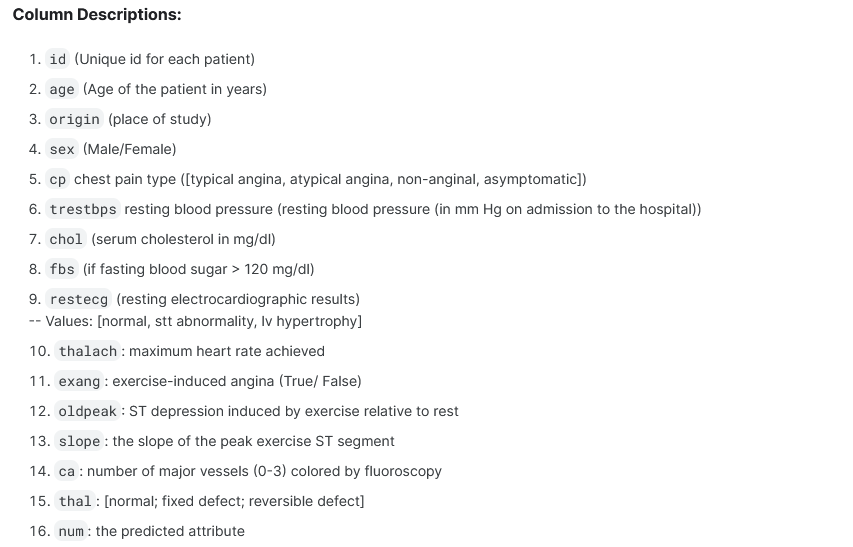 Column Descriptions:
1. id (Unique id for each patient)
2. age (Age of the patient in years)
3. origin (place of study)
4. sex (Male/Female)
5. cp chest pain type ([typical angina, atypical angina, non-anginal, asymptomatic])
6. trestbps resting blood pressure (resting blood pressure (in mm Hg on admission to the hospital))
7. chol (serum cholesterol in mg/dl)
8. fbs (if fasting blood sugar > 120 mg/dl)
9. restecg (resting electrocardiographic results)
-- Values: [normal, stt abnormality, lv hypertrophy]
10. thalach: maximum heart rate achieved
11. exang: exercise-induced angina (True/ False)
12. oldpeak: ST depression induced by exercise relative to rest
13. slope: the slope of the peak exercise ST segment
14. ca: number of major vessels (0-3) colored by fluoroscopy
15. thal: [normal; fixed defect; reversible defect]
16. num: the predicted attribute